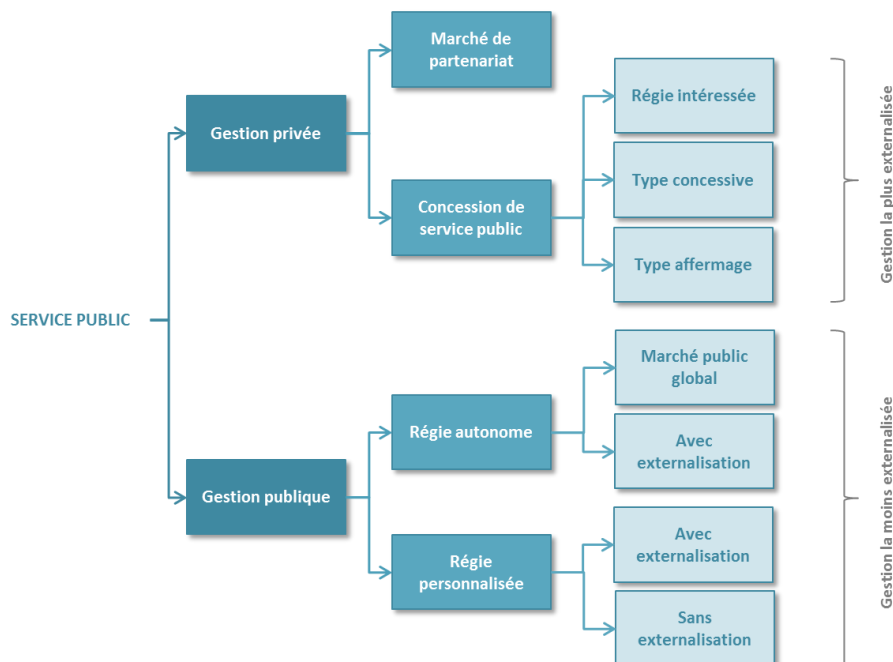 Marché de
partenariat
Gestion privée
Régie intéressée
Type concessive
Concession de
service public
Type affermage
Gestion la plus externalisée
SERVICE PUBLIC
Marché public
global
Régie autonome
Avec
externalisation
Gestion publique
Avec
externalisation
Régie
personnalisée
Sans
externalisation
Gestion la moins externalisée